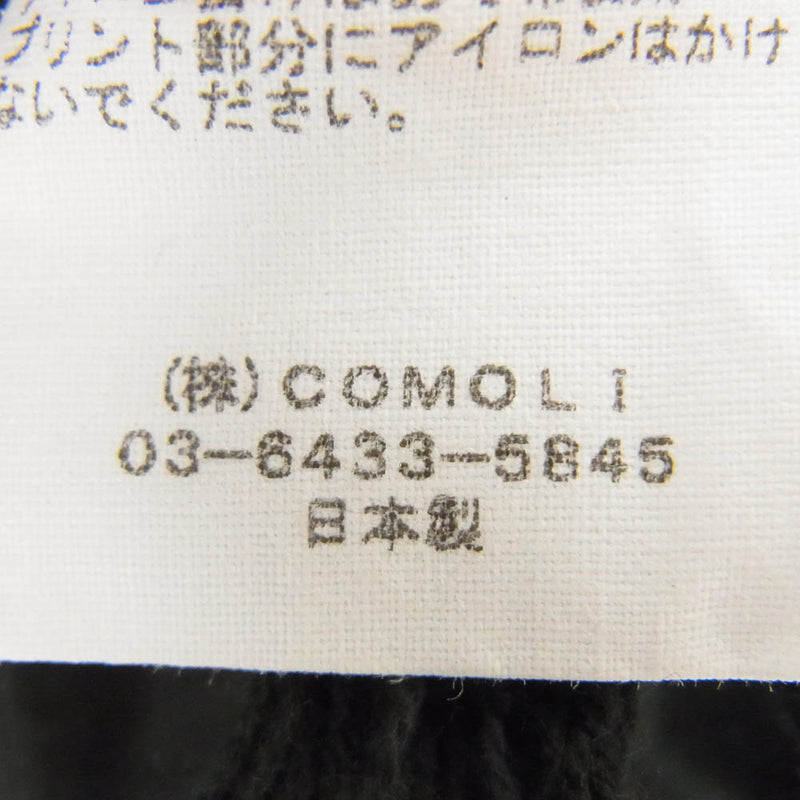 プリント部分にアイロンはかけ
ないでください。
(株)COMOLI
03-6433-5845
日本製